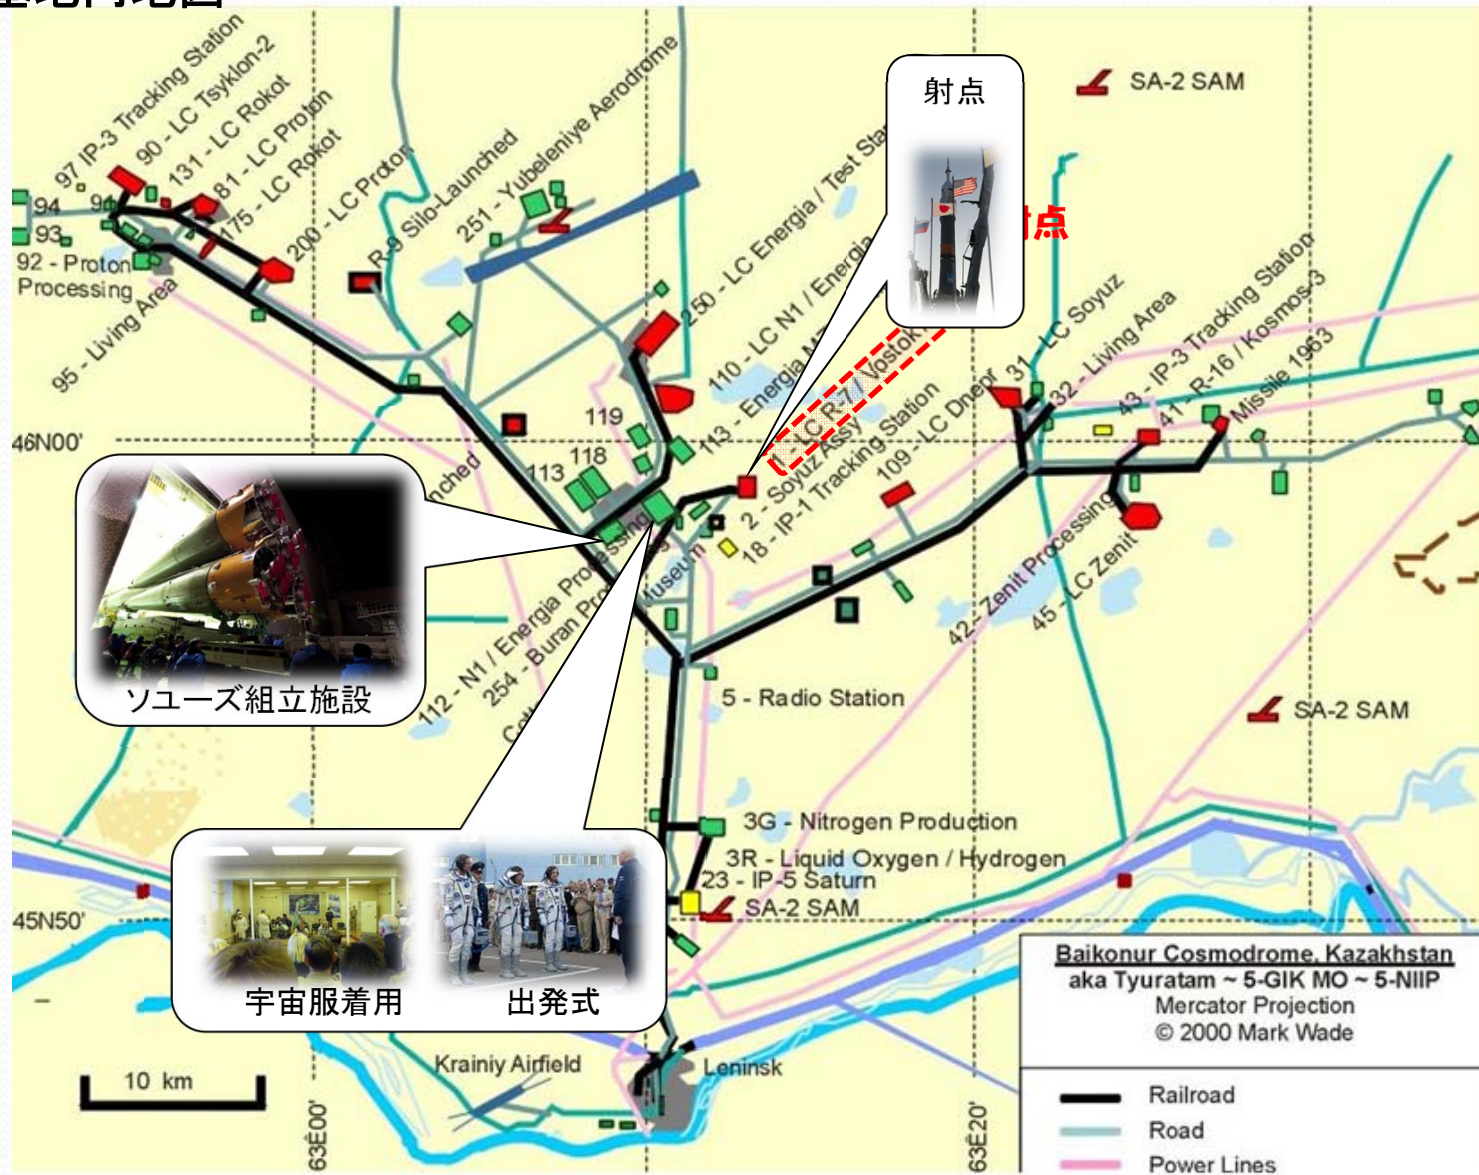 97 IP-3 Tracking Station
90 - LC Tsyklon-2
131 - LC Rokot
81 - LC Proton
175 - LC Rokot
200 - LC Proton
R-9 Silo-Launched
251 - Yubeleniye Aerodrome
250 - LC Energia / Test
110 - LC N1 / Energia
113 - Energia
射点
点
SA-2 SAM
94
93
92 - Proton
Processing
95 - Living Area
46N00'
119
118
113
1 - LC R-7 / Vostok
2 - Soyuz Assy
18 - IP-1 Tracking Station
109 - LC Dnepr
31 - LC Soyuz
32 - Living Area
43 - IP-3 Tracking Station
41 - R-16 / Kosmos-3
Missile 1963
42 - Zenit Processing
45 - LC Zenit
ソユーズ組立施設
112 - N1 / Energia Processing
254 - Buran
5 - Radio Station
SA-2 SAM
3G - Nitrogen Production
3R - Liquid Oxygen / Hydrogen
23 - IP-5 Saturn
SA-2 SAM
45N50'
宇宙服着用
出発式
Baikonur Cosmodrome, Kazakhstan
aka Tyuratam ~ 5-GIK MO ~ 5-NIIP
Mercator Projection
© 2000 Mark Wade
Krainiy Airfield
Leninsk
10 km
63E00'
63E20'
Railroad
Road
Power Lines